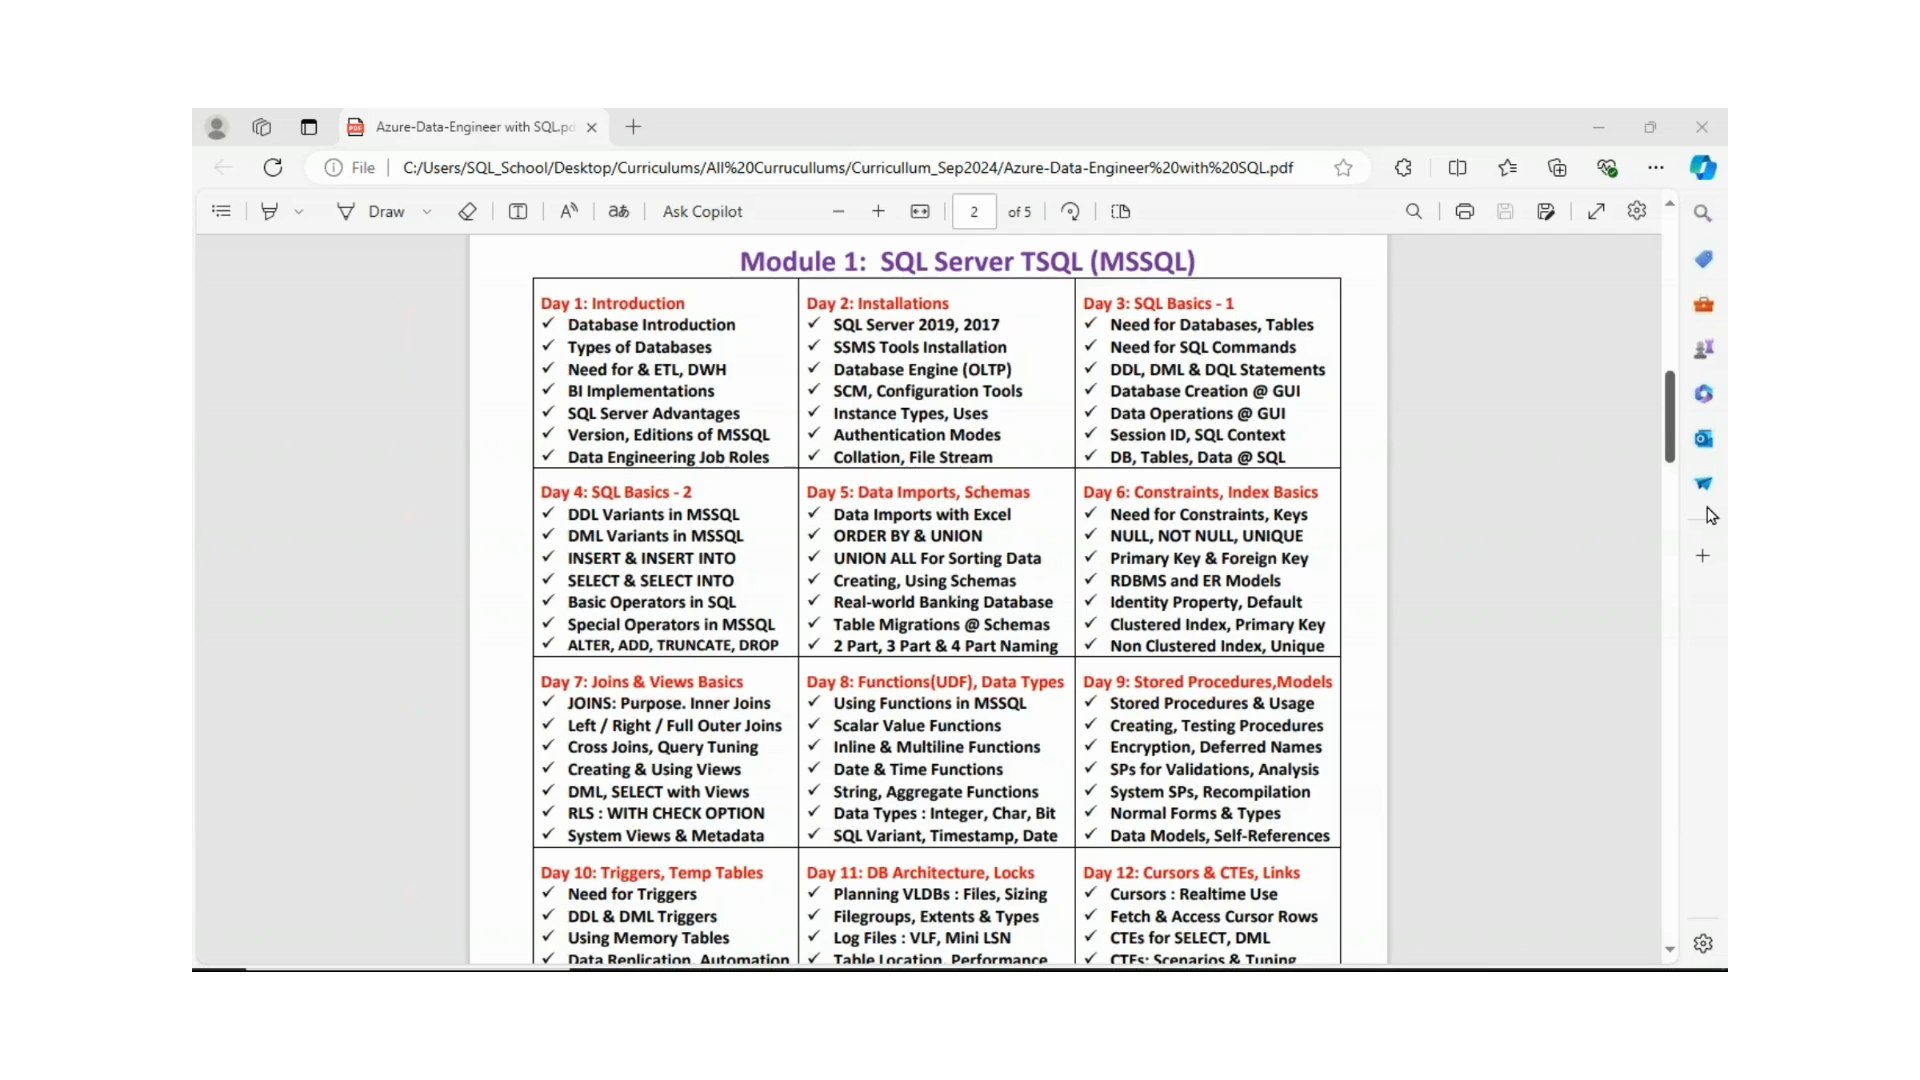 Azure-Data-Engineer with SQL.pd
File
C:/Users/SQL_School/Desktop/Curriculums/All%20Currucullums/Curricullum_Sep2024/Azure-Data-Engineer%20with%20SQL.pdf
Draw
Ask Copilot
2 of 5
Module 1: SQL Server TSQL (MSSQL)
Day 1: Introduction
Database Introduction
Types of Databases
Need for & ETL, DWH
BI Implementations
SQL Server Advantages
Version, Editions of MSSQL
Data Engineering Job Roles
Day 2: Installations
SQL Server 2019, 2017
SSMS Tools Installation
Database Engine (OLTP)
SCM, Configuration Tools
Instance Types, Uses
Authentication Modes
Collation, File Stream
Day 3: SQL Basics - 1
Need for Databases, Tables
Need for SQL Commands
DDL, DML & DQL Statements
Database Creation @ GUI
Data Operations @ GUI
Session ID, SQL Context
DB, Tables, Data @ SQL
Day 4: SQL Basics - 2
DDL Variants in MSSQL
DML Variants in MSSQL
INSERT & INSERT INTO
SELECT & SELECT INTO
Basic Operators in SQL
Special Operators in MSSQL
ALTER, ADD, TRUNCATE, DROP
Day 5: Data Imports, Schemas
Data Imports with Excel
ORDER BY & UNION
UNION ALL For Sorting Data
Creating, Using Schemas
Real-world Banking Database
Table Migrations @ Schemas
2 Part, 3 Part & 4 Part Naming
Day 6: Constraints, Index Basics
Need for Constraints, Keys
NULL, NOT NULL, UNIQUE
Primary Key & Foreign Key
RDBMS and ER Models
Identity Property, Default
Clustered Index, Primary Key
Non Clustered Index, Unique
Day 7: Joins & Views Basics
JOINS: Purpose. Inner Joins
Left / Right / Full Outer Joins
Cross Joins, Query Tuning
Creating & Using Views
DML, SELECT with Views
RLS : WITH CHECK OPTION
System Views & Metadata
Day 8: Functions(UDF), Data Types
Using Functions in MSSQL
Scalar Value Functions
Inline & Multiline Functions
Date & Time Functions
String, Aggregate Functions
Data Types : Integer, Char, Bit
SQL Variant, Timestamp, Date
Day 9: Stored Procedures,Models
Stored Procedures & Usage
Creating, Testing Procedures
Encryption, Deferred Names
SPs for Validations, Analysis
System SPs, Recompilation
Normal Forms & Types
Data Models, Self-References
Day 10: Triggers, Temp Tables
Need for Triggers
DDL & DML Triggers
Using Memory Tables
Data Replication, Automation
Day 11: DB Architecture, Locks
Planning VLDBs : Files, Sizing
Filegroups, Extents & Types
Log Files : VLF, Mini LSN
Table Location, Performance
Day 12: Cursors & CTEs, Links
Cursors : Realtime Use
Fetch & Access Cursor Rows
CTEs for SELECT, DML
CTEs: Scenarios & Tuning